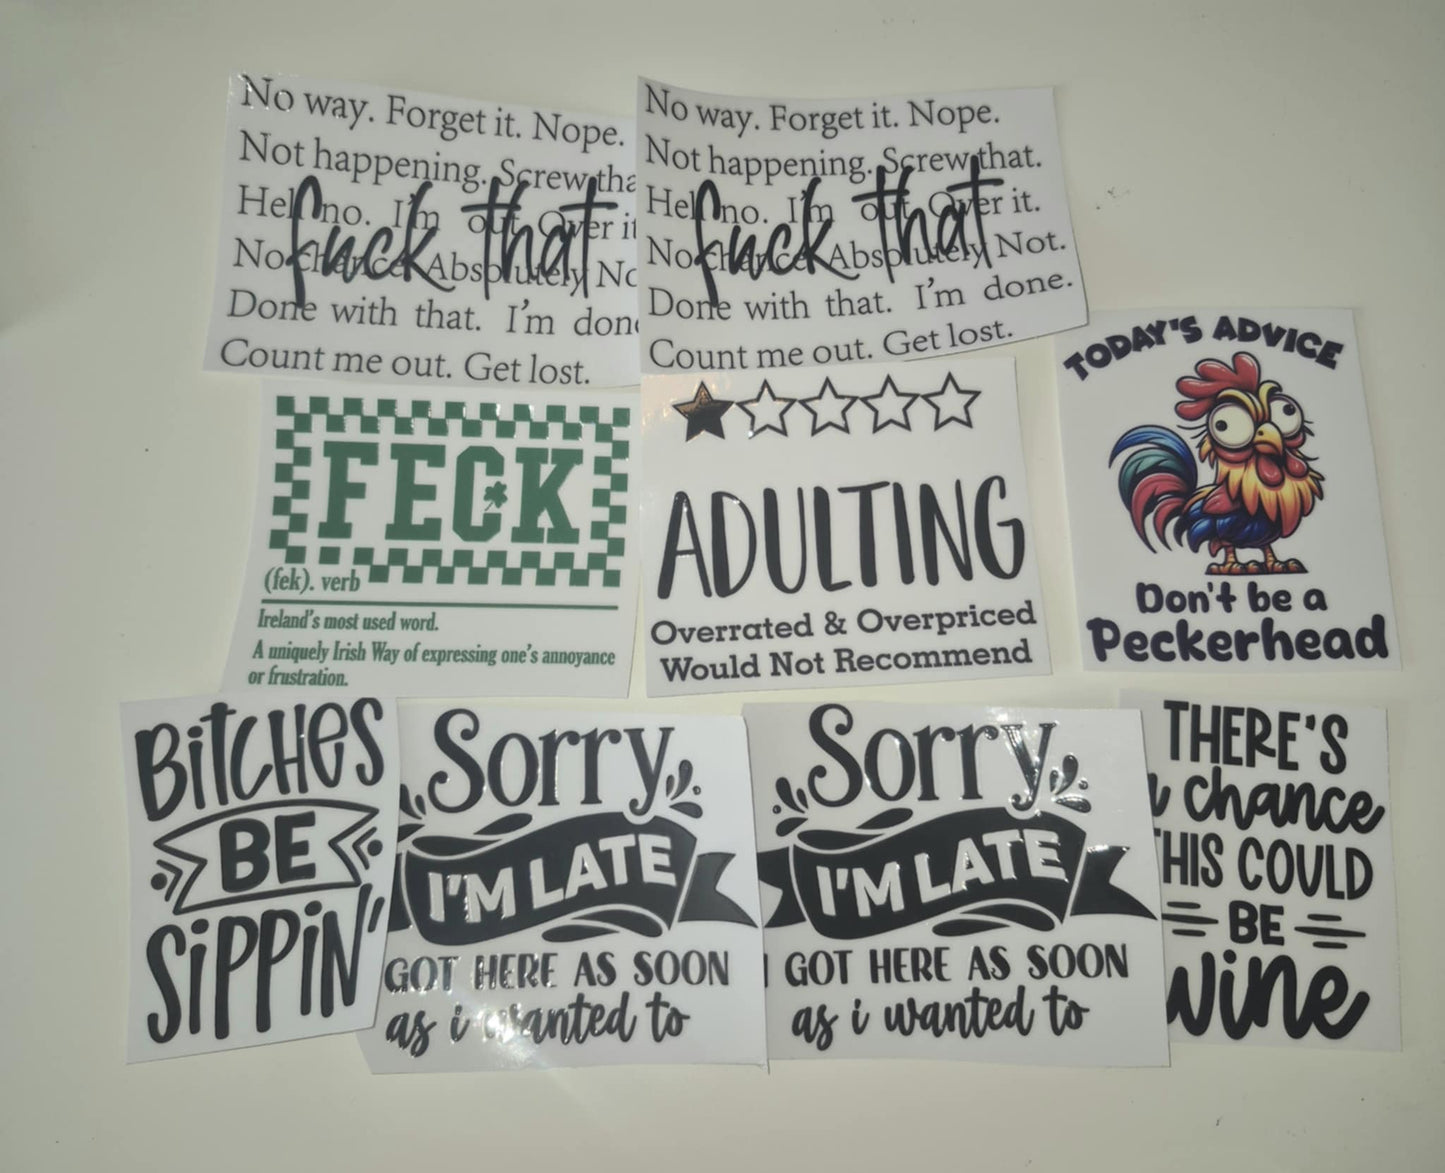 No way. Forget it. Nope.
Not happening. Screw tha
Hell no. I'm out. Over it
No chance. Absolutely No
Done with that. I'm don
Count me out. Get lost.
fuck that
No way. Forget it. Nope.
Not happening. Screw that.
Hell no. I'm out. Over it.
No chance. Absolutely Not.
Done with that. I'm done.
Count me out. Get lost.
fuck that
FECK
(fek). verb
Ireland's most used word.
A uniquely Irish Way of expressing one's annoyance
or frustration.
ADULTING
Overrated & Overpriced
Would Not Recommend
TODAY'S ADVICE
Don't be a
Peckerhead
BitCHes
BE
SiPPiN'
Sorry,
I'M LATE
GOT HERE AS SOON
as i wanted to
Sorry,
I'M LATE
I GOT HERE AS SOON
as i wanted to
THERE'S
a chance
THIS COULD
BE
wine